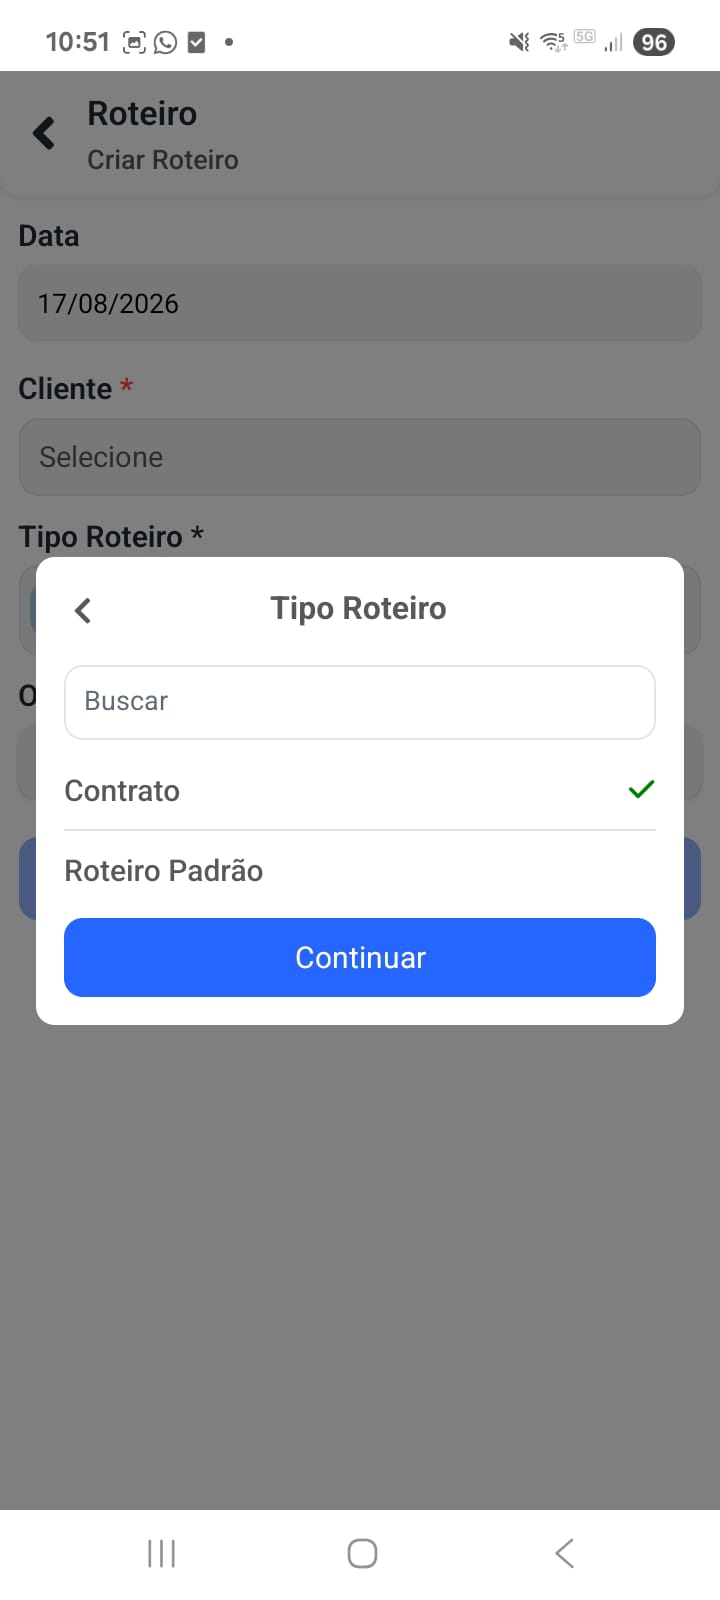 10:51
5G
96
Roteiro
Criar Roteiro
Data
17/08/2026
Cliente *
Selecione
Tipo Roteiro *
O
Tipo Roteiro
Buscar
Contrato
Roteiro Padrão
Continuar